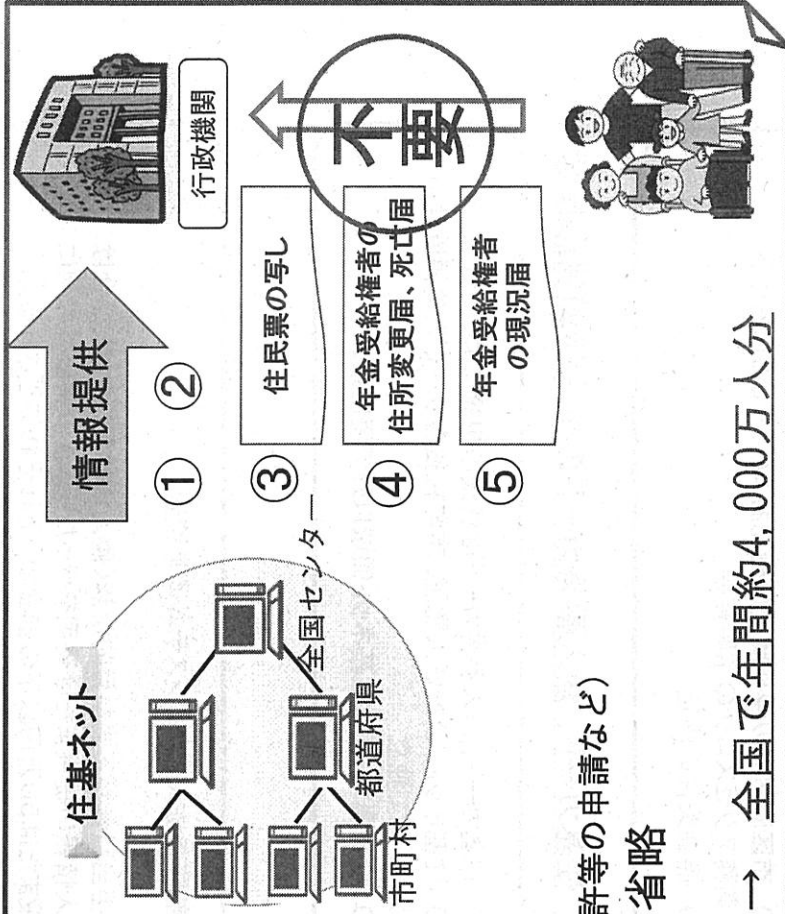 住基ネット
市町村
都道府県
全国センター
情報提供
① ②
行政機関
③
住民票の写し
④
年金受給権者の
住所変更届、死亡届
⑤
年金受給権者
の現況届
不要
許等の申請など）
省略
→ 全国で年間約4,000万人分